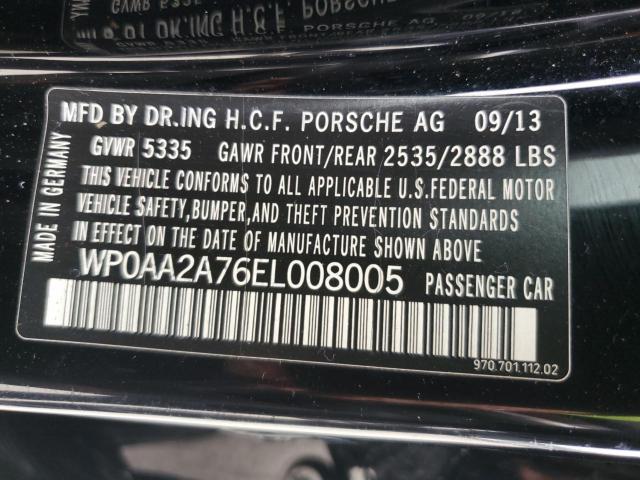 MFD BY DR.ING H.C.F. PORSCHE AG 09/13
GVWR 5335 GAWR FRONT/REAR 2535/2888 LBS
THIS VEHICLE CONFORMS TO ALL APPLICABLE U.S.FEDERAL MOTOR
VEHICLE SAFETY,BUMPER,AND THEFT PREVENTION STANDARDS
IN EFFECT ON THE DATE OF MANUFACTURE SHOWN ABOVE
WP0AA2A76EL008005 PASSENGER CAR
970.701.112.02
MADE IN GERMANY